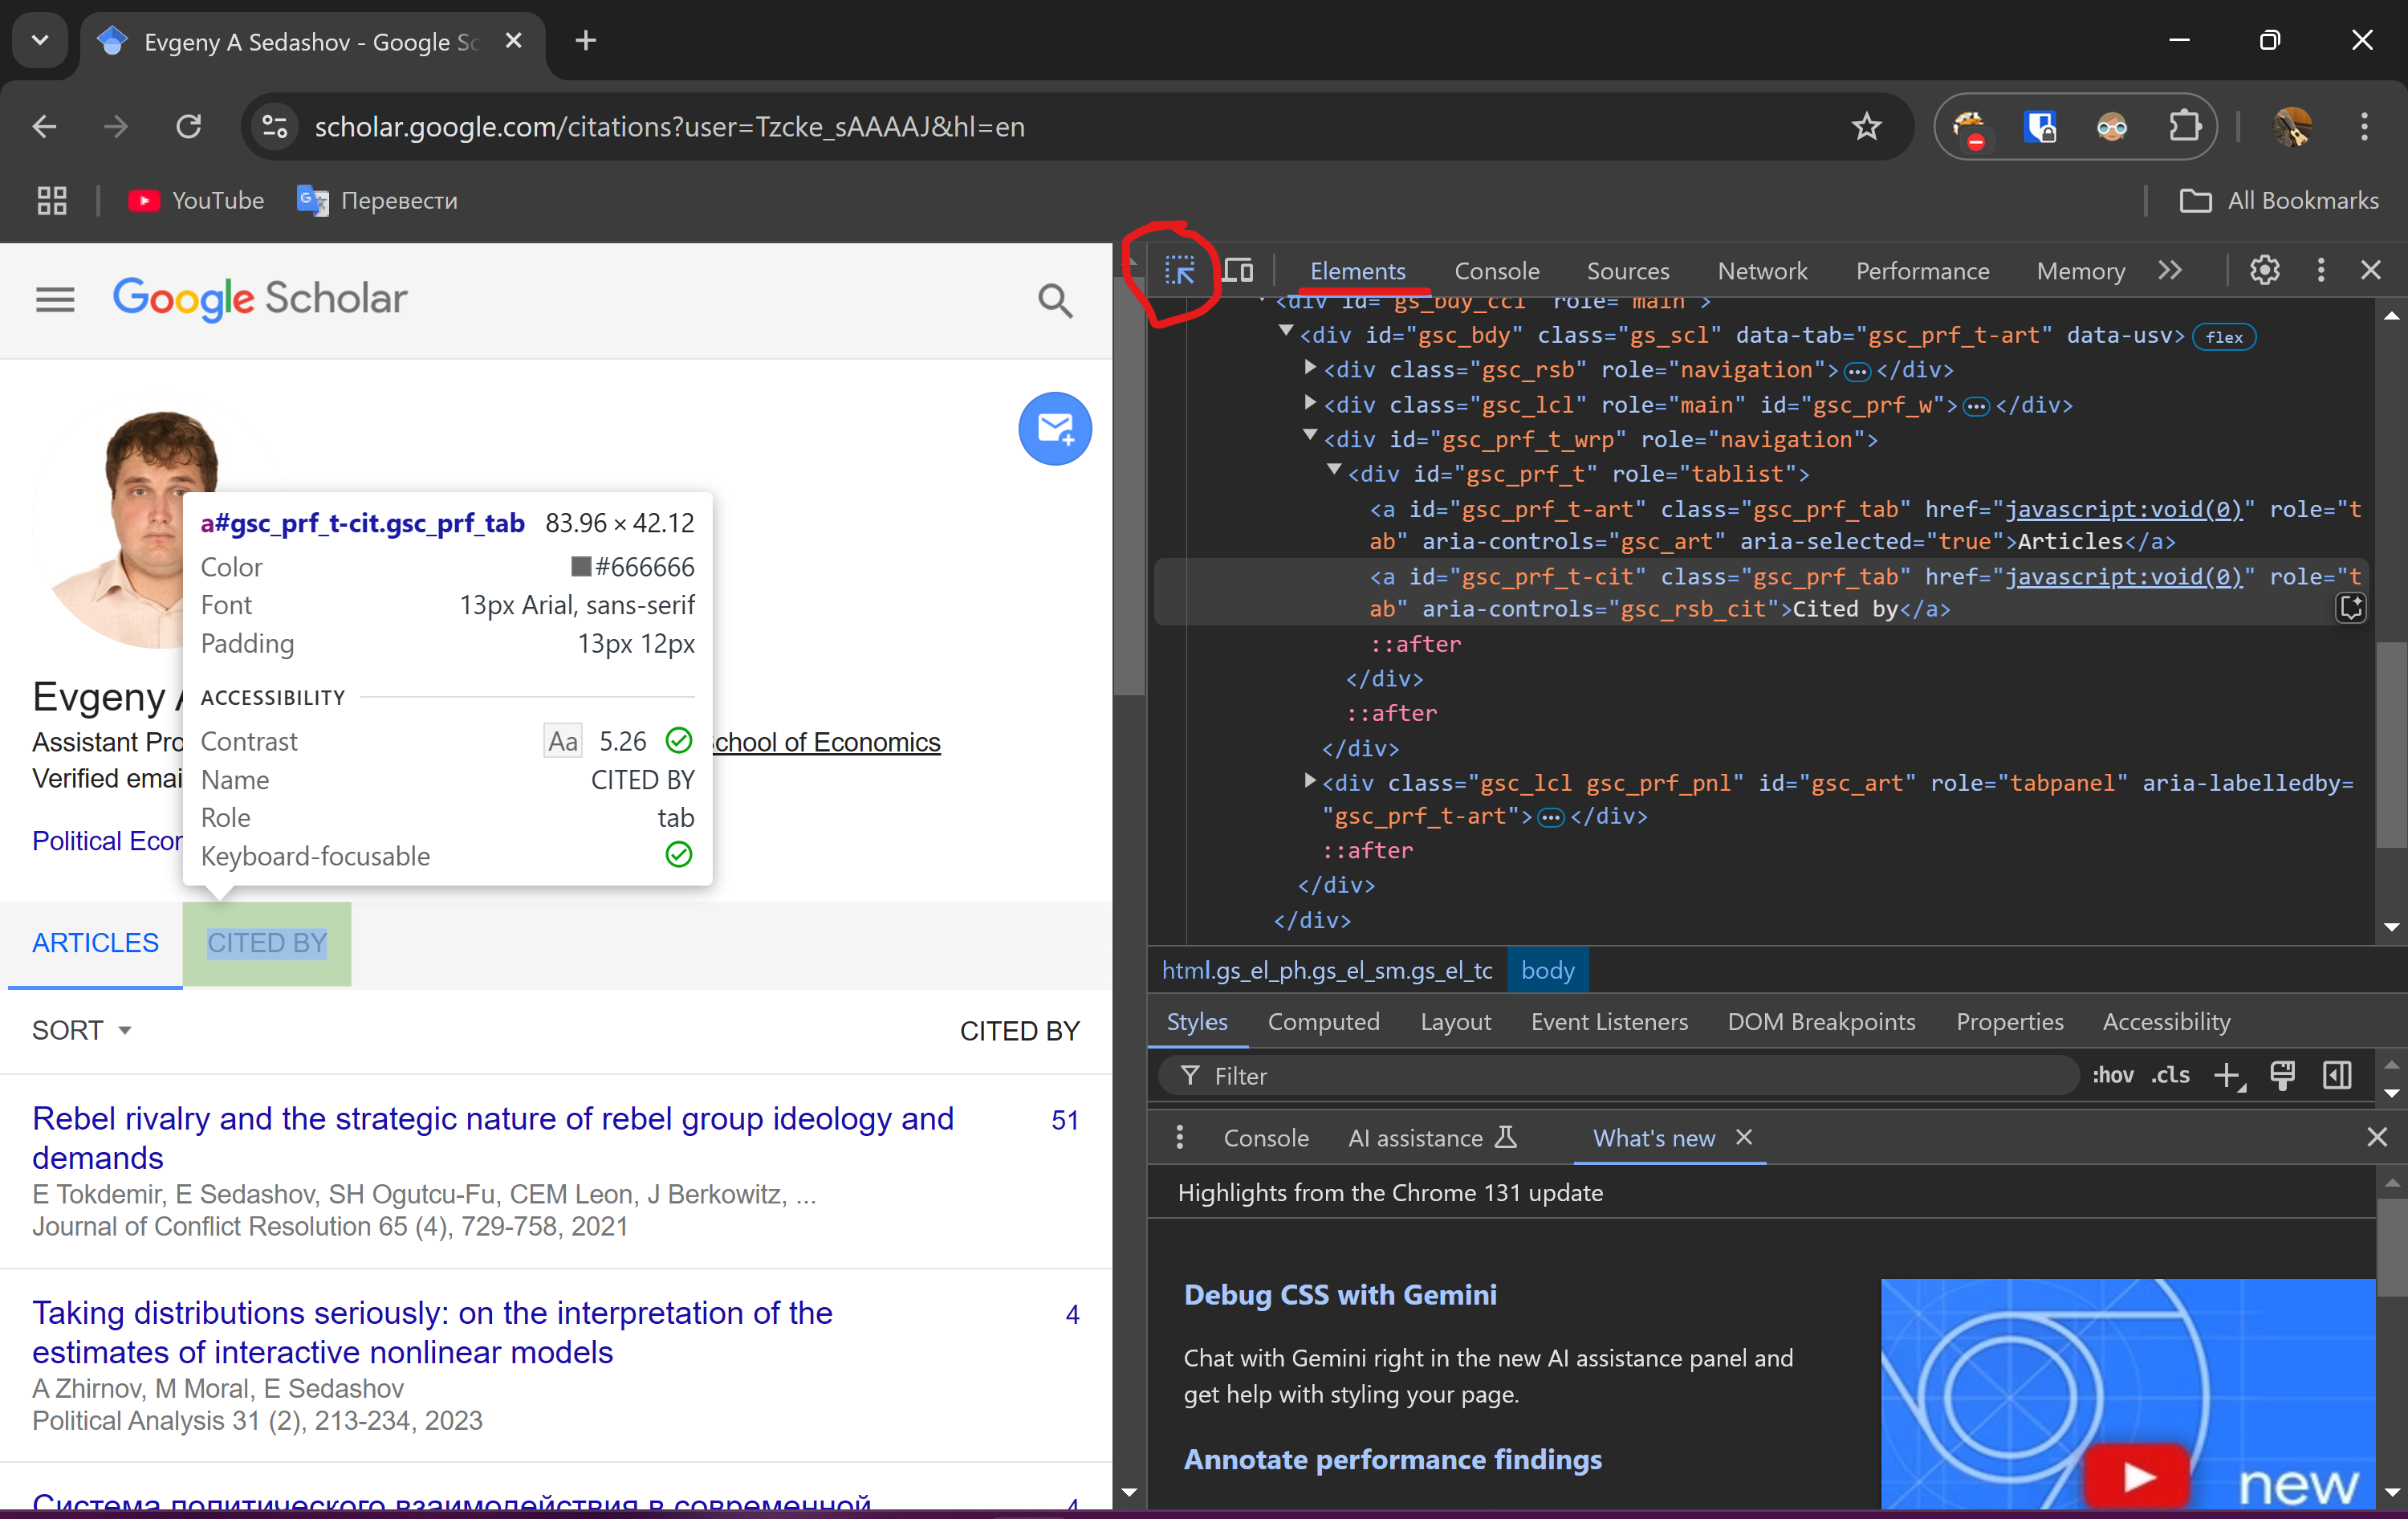 Evgeny A Sedashov - Google Sc
scholar.google.com/citations?user=Tzcke_sAAAAJ&hl=en
YouTube
Перевести
All Bookmarks
Google Scholar
a#gsc_prf_t-cit.gsc_prf_tab 83.96 × 42.12
Color #666666
Font 13px Arial, sans-serif
Padding 13px 12px
ACCESSIBILITY
Contrast Aa 5.26
Name CITED BY
Role tab
Keyboard-focusable
Evgeny
Assistant Pro chool of Economics
Verified emai
Political Econ
ARTICLES
CITED BY
SORT
CITED BY
Rebel rivalry and the strategic nature of rebel group ideology and 51
demands
E Tokdemir, E Sedashov, SH Ogutcu-Fu, CEM Leon, J Berkowitz, ...
Journal of Conflict Resolution 65 (4), 729-758, 2021
Taking distributions seriously: on the interpretation of the 4
estimates of interactive nonlinear models
A Zhirnov, M Moral, E Sedashov
Political Analysis 31 (2), 213-234, 2023
Система политического взаимодействия в современной 4
Elements Console Sources Network Performance Memory
<div id="gs_bdy_ccl" role="main">
<div id="gsc_bdy" class="gs_scl" data-tab="gsc_prf_t-art" data-usv> flex
<div class="gsc_rsb" role="navigation">…</div>
<div class="gsc_lcl" role="main" id="gsc_prf_w">…</div>
<div id="gsc_prf_t_wrp" role="navigation">
<div id="gsc_prf_t" role="tablist">
<a id="gsc_prf_t-art" class="gsc_prf_tab" href="javascript:void(0)" role="t
ab" aria-controls="gsc_art" aria-selected="true">Articles</a>
<a id="gsc_prf_t-cit" class="gsc_prf_tab" href="javascript:void(0)" role="t
ab" aria-controls="gsc_rsb_cit">Cited by</a>
::after
</div>
::after
</div>
<div class="gsc_lcl gsc_prf_pnl" id="gsc_art" role="tabpanel" aria-labelledby=
"gsc_prf_t-art">…</div>
::after
</div>
</div>
html.gs_el_ph.gs_el_sm.gs_el_tc body
Styles Computed Layout Event Listeners DOM Breakpoints Properties Accessibility
Filter :hov .cls
Console AI assistance What's new
Highlights from the Chrome 131 update
Debug CSS with Gemini
Chat with Gemini right in the new AI assistance panel and
get help with styling your page.
Annotate performance findings
new